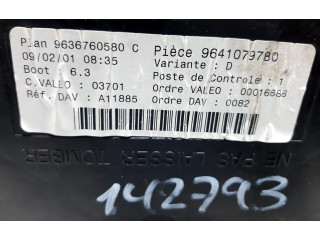 Plan 9636760580 C Pièce 9641079780
09/02/01 08:35 Variante : D
Boot : 6.3 Poste de Controle : 1
C.VALEO : 03701 Ordre VALEO : 00016688
Réf. DAV : A11885 Ordre DAV : 0082
NE PAS LAISSER TOMBER
142793